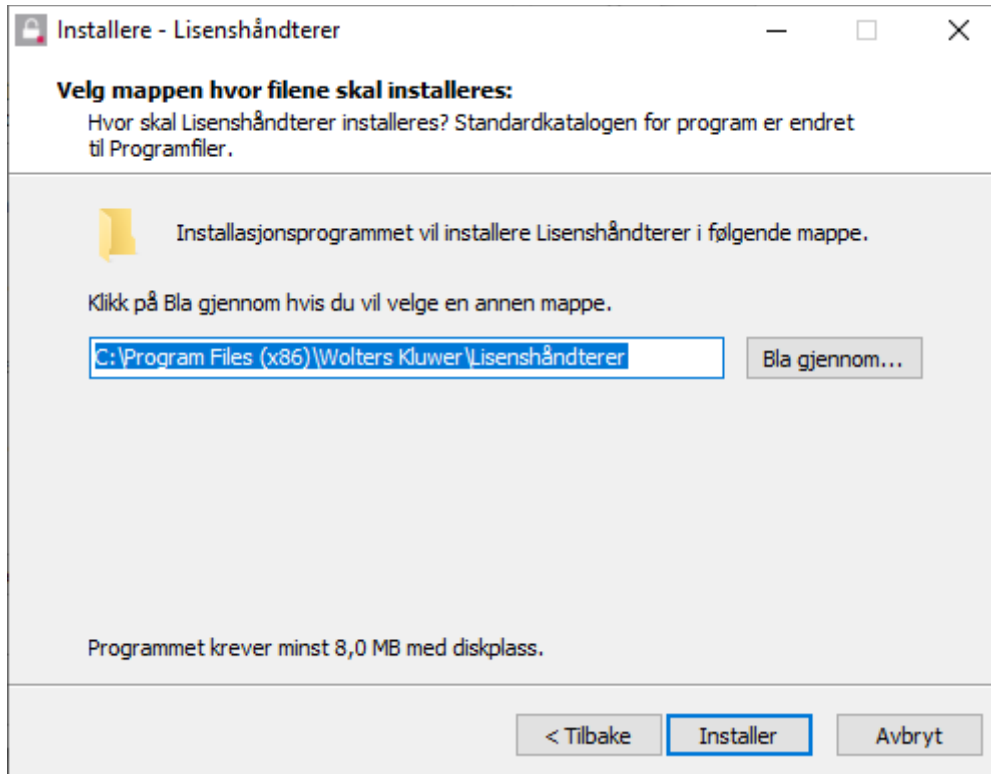 Installere - Lisenshåndterer
Velg mappen hvor filene skal installeres:
Hvor skal Lisenshåndterer installeres? Standardkatalogen for program er endret
til Programfiler.
Installasjonsprogrammet vil installere Lisenshåndterer i følgende mappe.
Klikk på Bla gjennom hvis du vil velge en annen mappe.
C:\Program Files (x86)\Wolters Kluwer\Lisenshåndterer
Bla gjennom...
Programmet krever minst 8,0 MB med diskplass.
< Tilbake
Installer
Avbryt